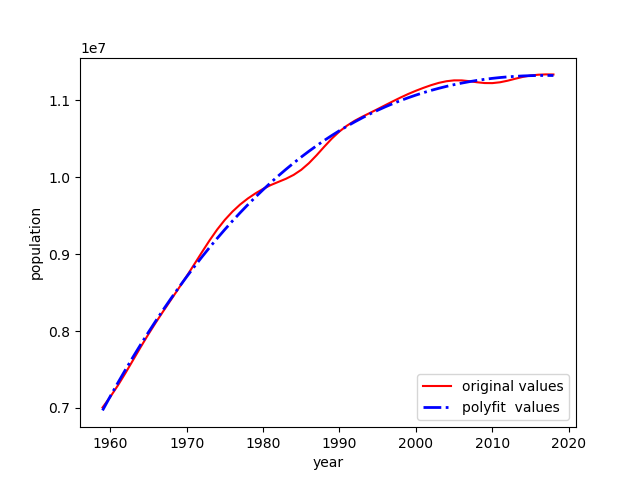 1e7
1.1
1.0
0.9
0.8
0.7
population
1960 1970 1980 1990 2000 2010 2020
year
original values
polyfit  values